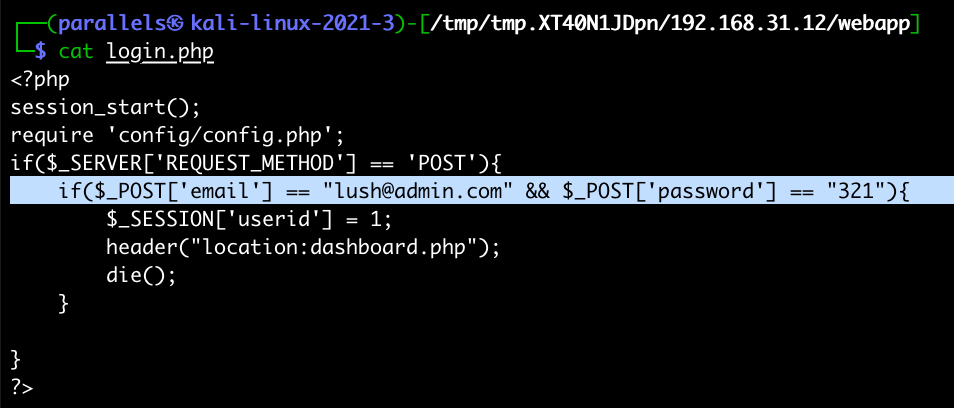 ┌──(parallels㉿kali-linux-2021-3)-[/tmp/tmp.XT40N1JDpn/192.168.31.12/webapp]
└─$ cat login.php
<?php
session_start();
require 'config/config.php';
if($_SERVER['REQUEST_METHOD'] == 'POST'){
    if($_POST['email'] == "lush@admin.com" && $_POST['password'] == "321"){
        $_SESSION['userid'] = 1;
        header("location:dashboard.php");
        die();
    }

}
?>